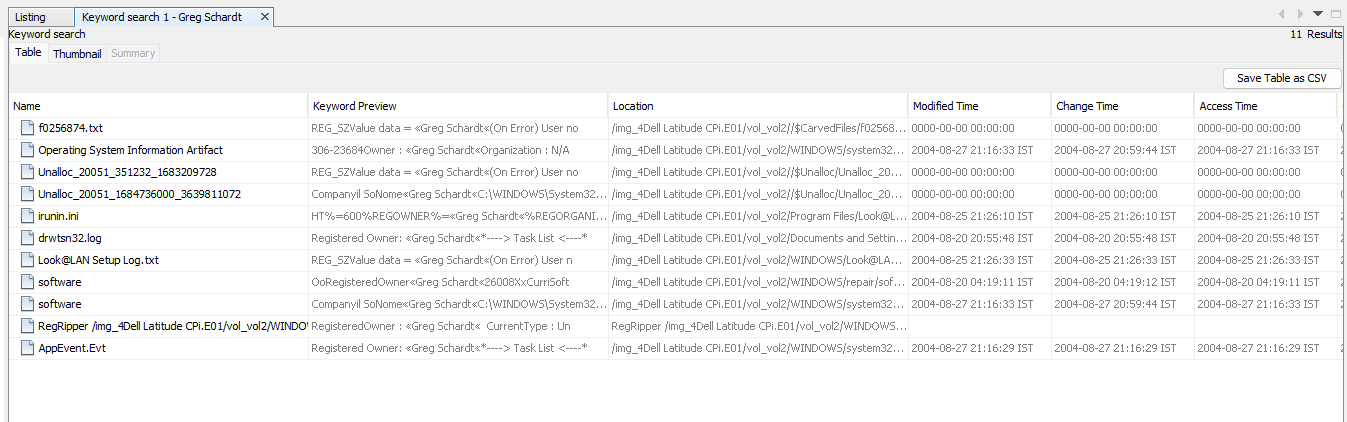 Listing Keyword search 1 - Greg Schardt
Keyword search 11 Results
Table Thumbnail Summary
Save Table as CSV
Name Keyword Preview Location Modified Time Change Time Access Time
f0256874.txt REG_SZValue data = «Greg Schardt«(On Error) User no /img_4Dell Latitude CPi.E01/vol_vol2//$CarvedFiles/f02568... 0000-00-00 00:00:00 0000-00-00 00:00:00 0000-00-00 00:00:00
Operating System Information Artifact 306-23684Owner : «Greg Schardt«Organization : N/A /img_4Dell Latitude CPi.E01/vol_vol2/WINDOWS/system32... 2004-08-27 21:16:33 IST 2004-08-27 20:59:44 IST 2004-08-27 21:16:33 IST
Unalloc_20051_351232_1683209728 REG_SZValue data = «Greg Schardt«(On Error) User no /img_4Dell Latitude CPi.E01/vol_vol2//$Unalloc/Unalloc_20... 0000-00-00 00:00:00 0000-00-00 00:00:00 0000-00-00 00:00:00
Unalloc_20051_1684736000_3639811072 Companyil SoNome«Greg Schardt«C:\WINDOWS\System32... /img_4Dell Latitude CPi.E01/vol_vol2//$Unalloc/Unalloc_20... 0000-00-00 00:00:00 0000-00-00 00:00:00 0000-00-00 00:00:00
irunin.ini HT%=600%REGOWNER%=«Greg Schardt«%REGORGANI... /img_4Dell Latitude CPi.E01/vol_vol2/Program Files/Look@L... 2004-08-25 21:26:10 IST 2004-08-25 21:26:10 IST 2004-08-25 21:26:10 IST
drwtsn32.log Registered Owner: «Greg Schardt«*----> Task List <----* /img_4Dell Latitude CPi.E01/vol_vol2/Documents and Settin... 2004-08-20 20:55:48 IST 2004-08-20 20:55:48 IST 2004-08-20 20:55:48 IST
Look@LAN Setup Log.txt REG_SZValue data = «Greg Schardt«(On Error) User n /img_4Dell Latitude CPi.E01/vol_vol2/WINDOWS/Look@LA... 2004-08-25 21:26:33 IST 2004-08-25 21:26:33 IST 2004-08-25 21:26:33 IST
software OoRegisteredOwner«Greg Schardt«26008XxCurriSoft /img_4Dell Latitude CPi.E01/vol_vol2/WINDOWS/repair/sof... 2004-08-20 04:19:11 IST 2004-08-20 04:19:12 IST 2004-08-20 04:19:11 IST
software Companyil SoNome«Greg Schardt«C:\WINDOWS\System32... /img_4Dell Latitude CPi.E01/vol_vol2/WINDOWS/system32... 2004-08-27 21:16:33 IST 2004-08-27 20:59:44 IST 2004-08-27 21:16:33 IST
RegRipper /img_4Dell Latitude CPi.E01/vol_vol2/WINDO RegisteredOwner : «Greg Schardt« CurrentType : Un RegRipper /img_4Dell Latitude CPi.E01/vol_vol2/WINDOWS...
AppEvent.Evt Registered Owner: «Greg Schardt«*----> Task List <----* /img_4Dell Latitude CPi.E01/vol_vol2/WINDOWS/system32... 2004-08-27 21:16:29 IST 2004-08-27 21:16:29 IST 2004-08-27 21:16:29 IST